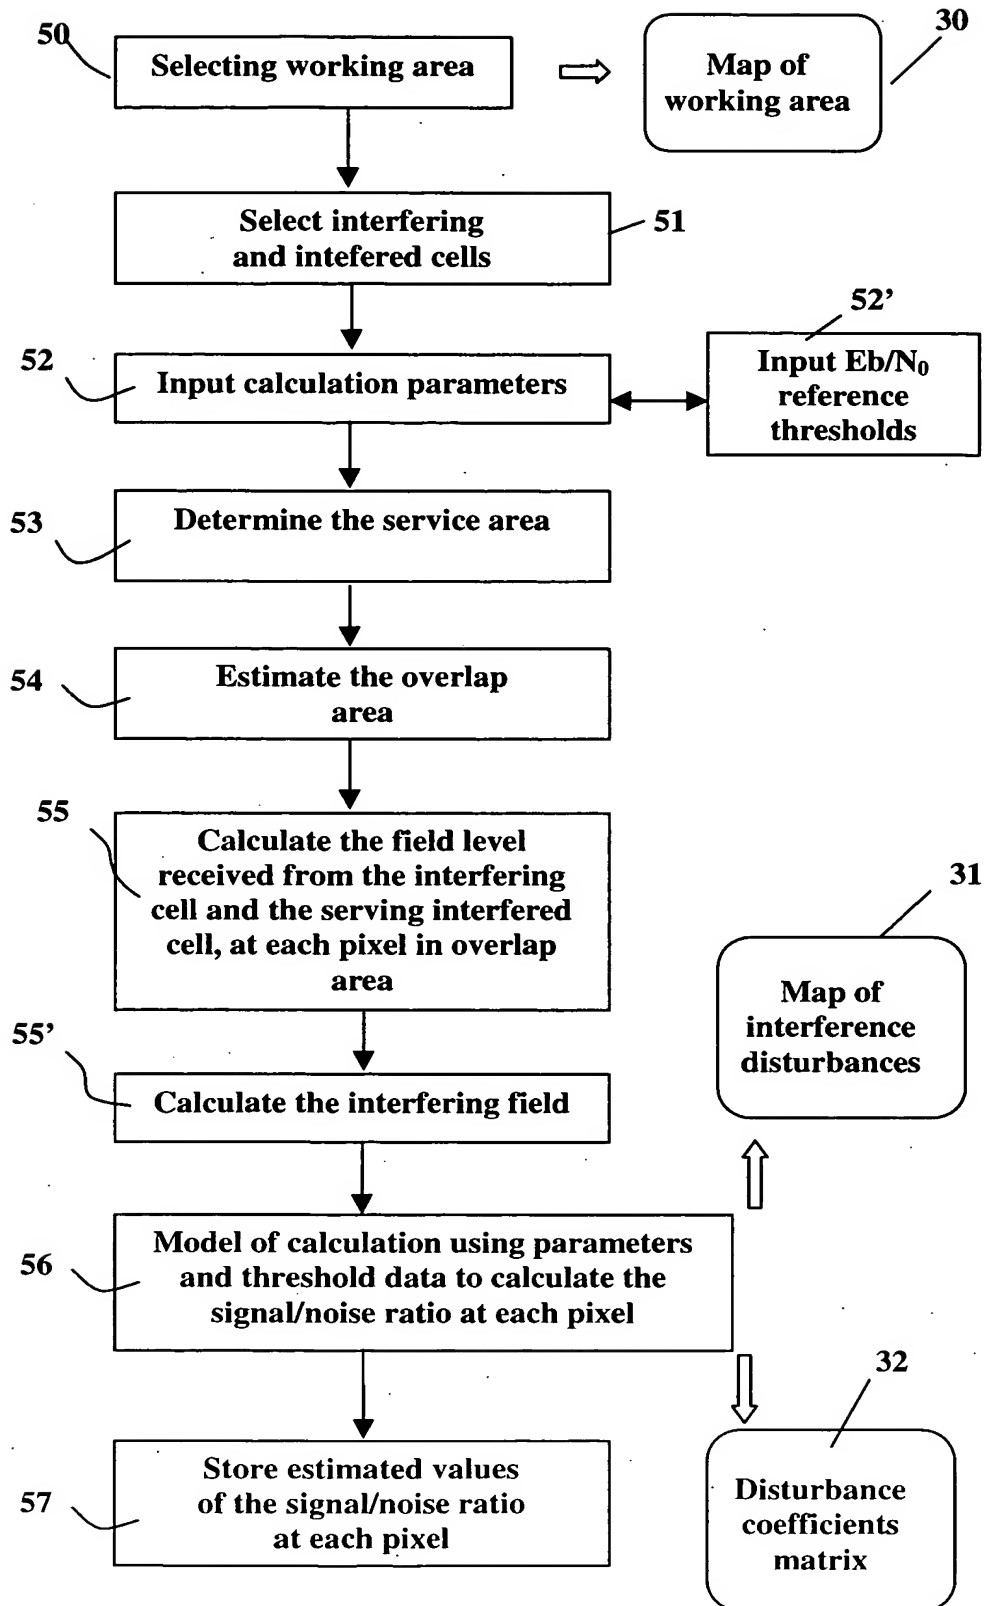 50
Selecting working area
30
Map of
working area
Select interfering
and intefered cells
51
52
Input calculation parameters
52’
Input Eb/N0
reference
thresholds
53
Determine the service area
54
Estimate the overlap
area
55
Calculate the field level
received from the interfering
cell and the serving interfered
cell, at each pixel in overlap
area
31
Map of
interference
disturbances
55’
Calculate the interfering field
56
Model of calculation using parameters
and threshold data to calculate the
signal/noise ratio at each pixel
32
Disturbance
coefficients
matrix
57
Store estimated values
of the signal/noise ratio
at each pixel